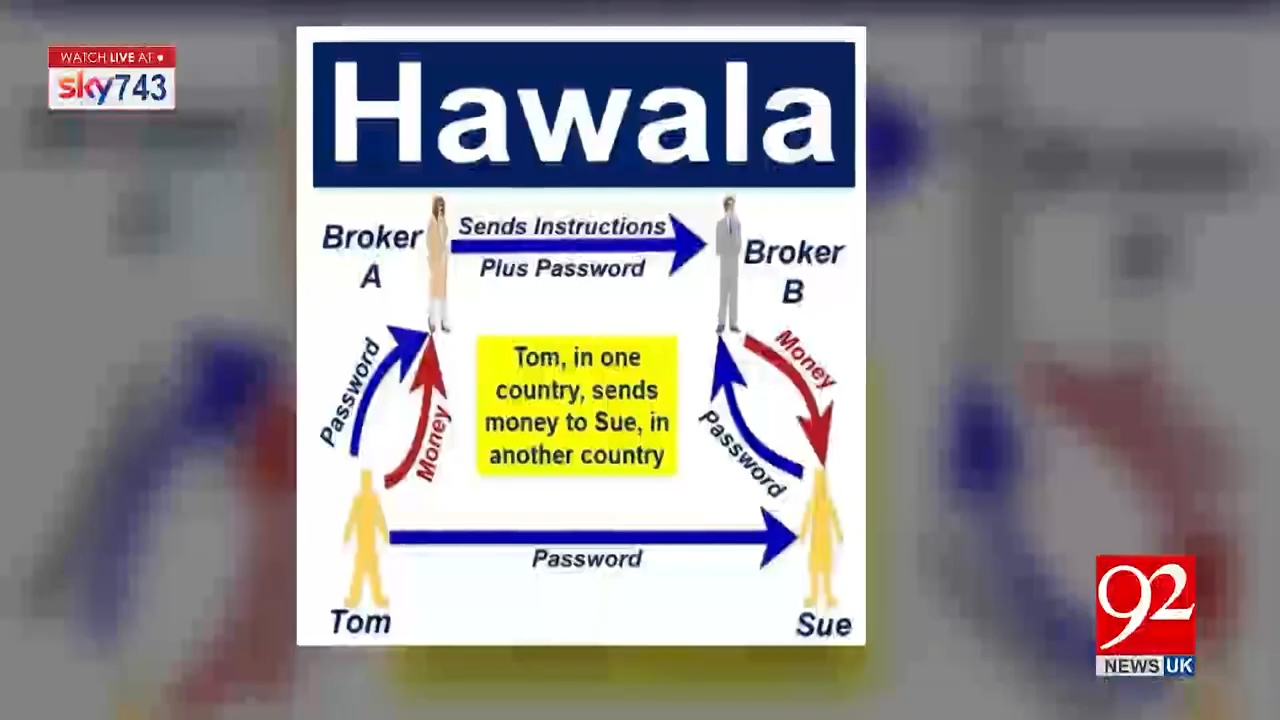 WATCH LIVE AT
sky743
Hawala
Broker
A
Sends Instructions
Plus Password
Broker
B
Password
Money
Tom, in one
country, sends
money to Sue, in
another country
Money
Password
Password
Tom
Sue
92
NEWS UK